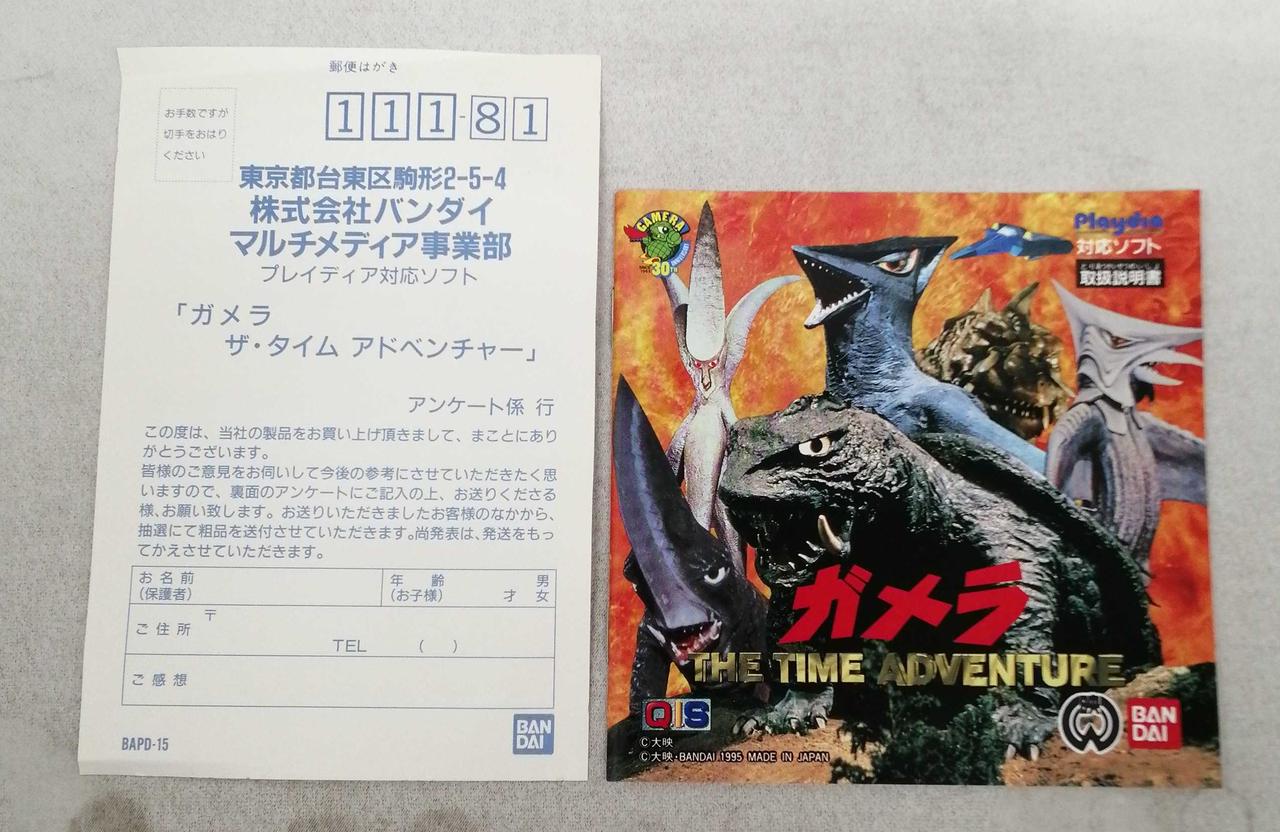 郵便はがき
お手数ですが
切手をおはり
ください
111-81
東京都台東区駒形2-5-4
株式会社バンダイ
マルチメディア事業部
プレイディア対応ソフト
「ガメラ
ザ・タイム アドベンチャー」
アンケート係 行
この度は、当社の製品をお買い上げ頂きまして、まことにあり
がとうございます。
皆様のご意見をお伺いして今後の参考にさせていただきたく思
いますので、裏面のアンケートにご記入の上、お送りくださる
様、お願い致します。お送りいただきましたお客様のなかから、
抽選にて粗品を送付させていただきます。尚発表は、発送をもっ
てかえさせていただきます。
お名前
(保護者)
年 齢
(お子様)
男
才 女
〒
ご住所
TEL ( )
ご感想
BAPD-15
BAN
DAI
GAMERA
30TH
Playdia
対応ソフト
取扱説明書
ガメラ
THE TIME ADVENTURE
QIS
BAN
DAI
C大映
C大映・BANDAI 1995 MADE IN JAPAN